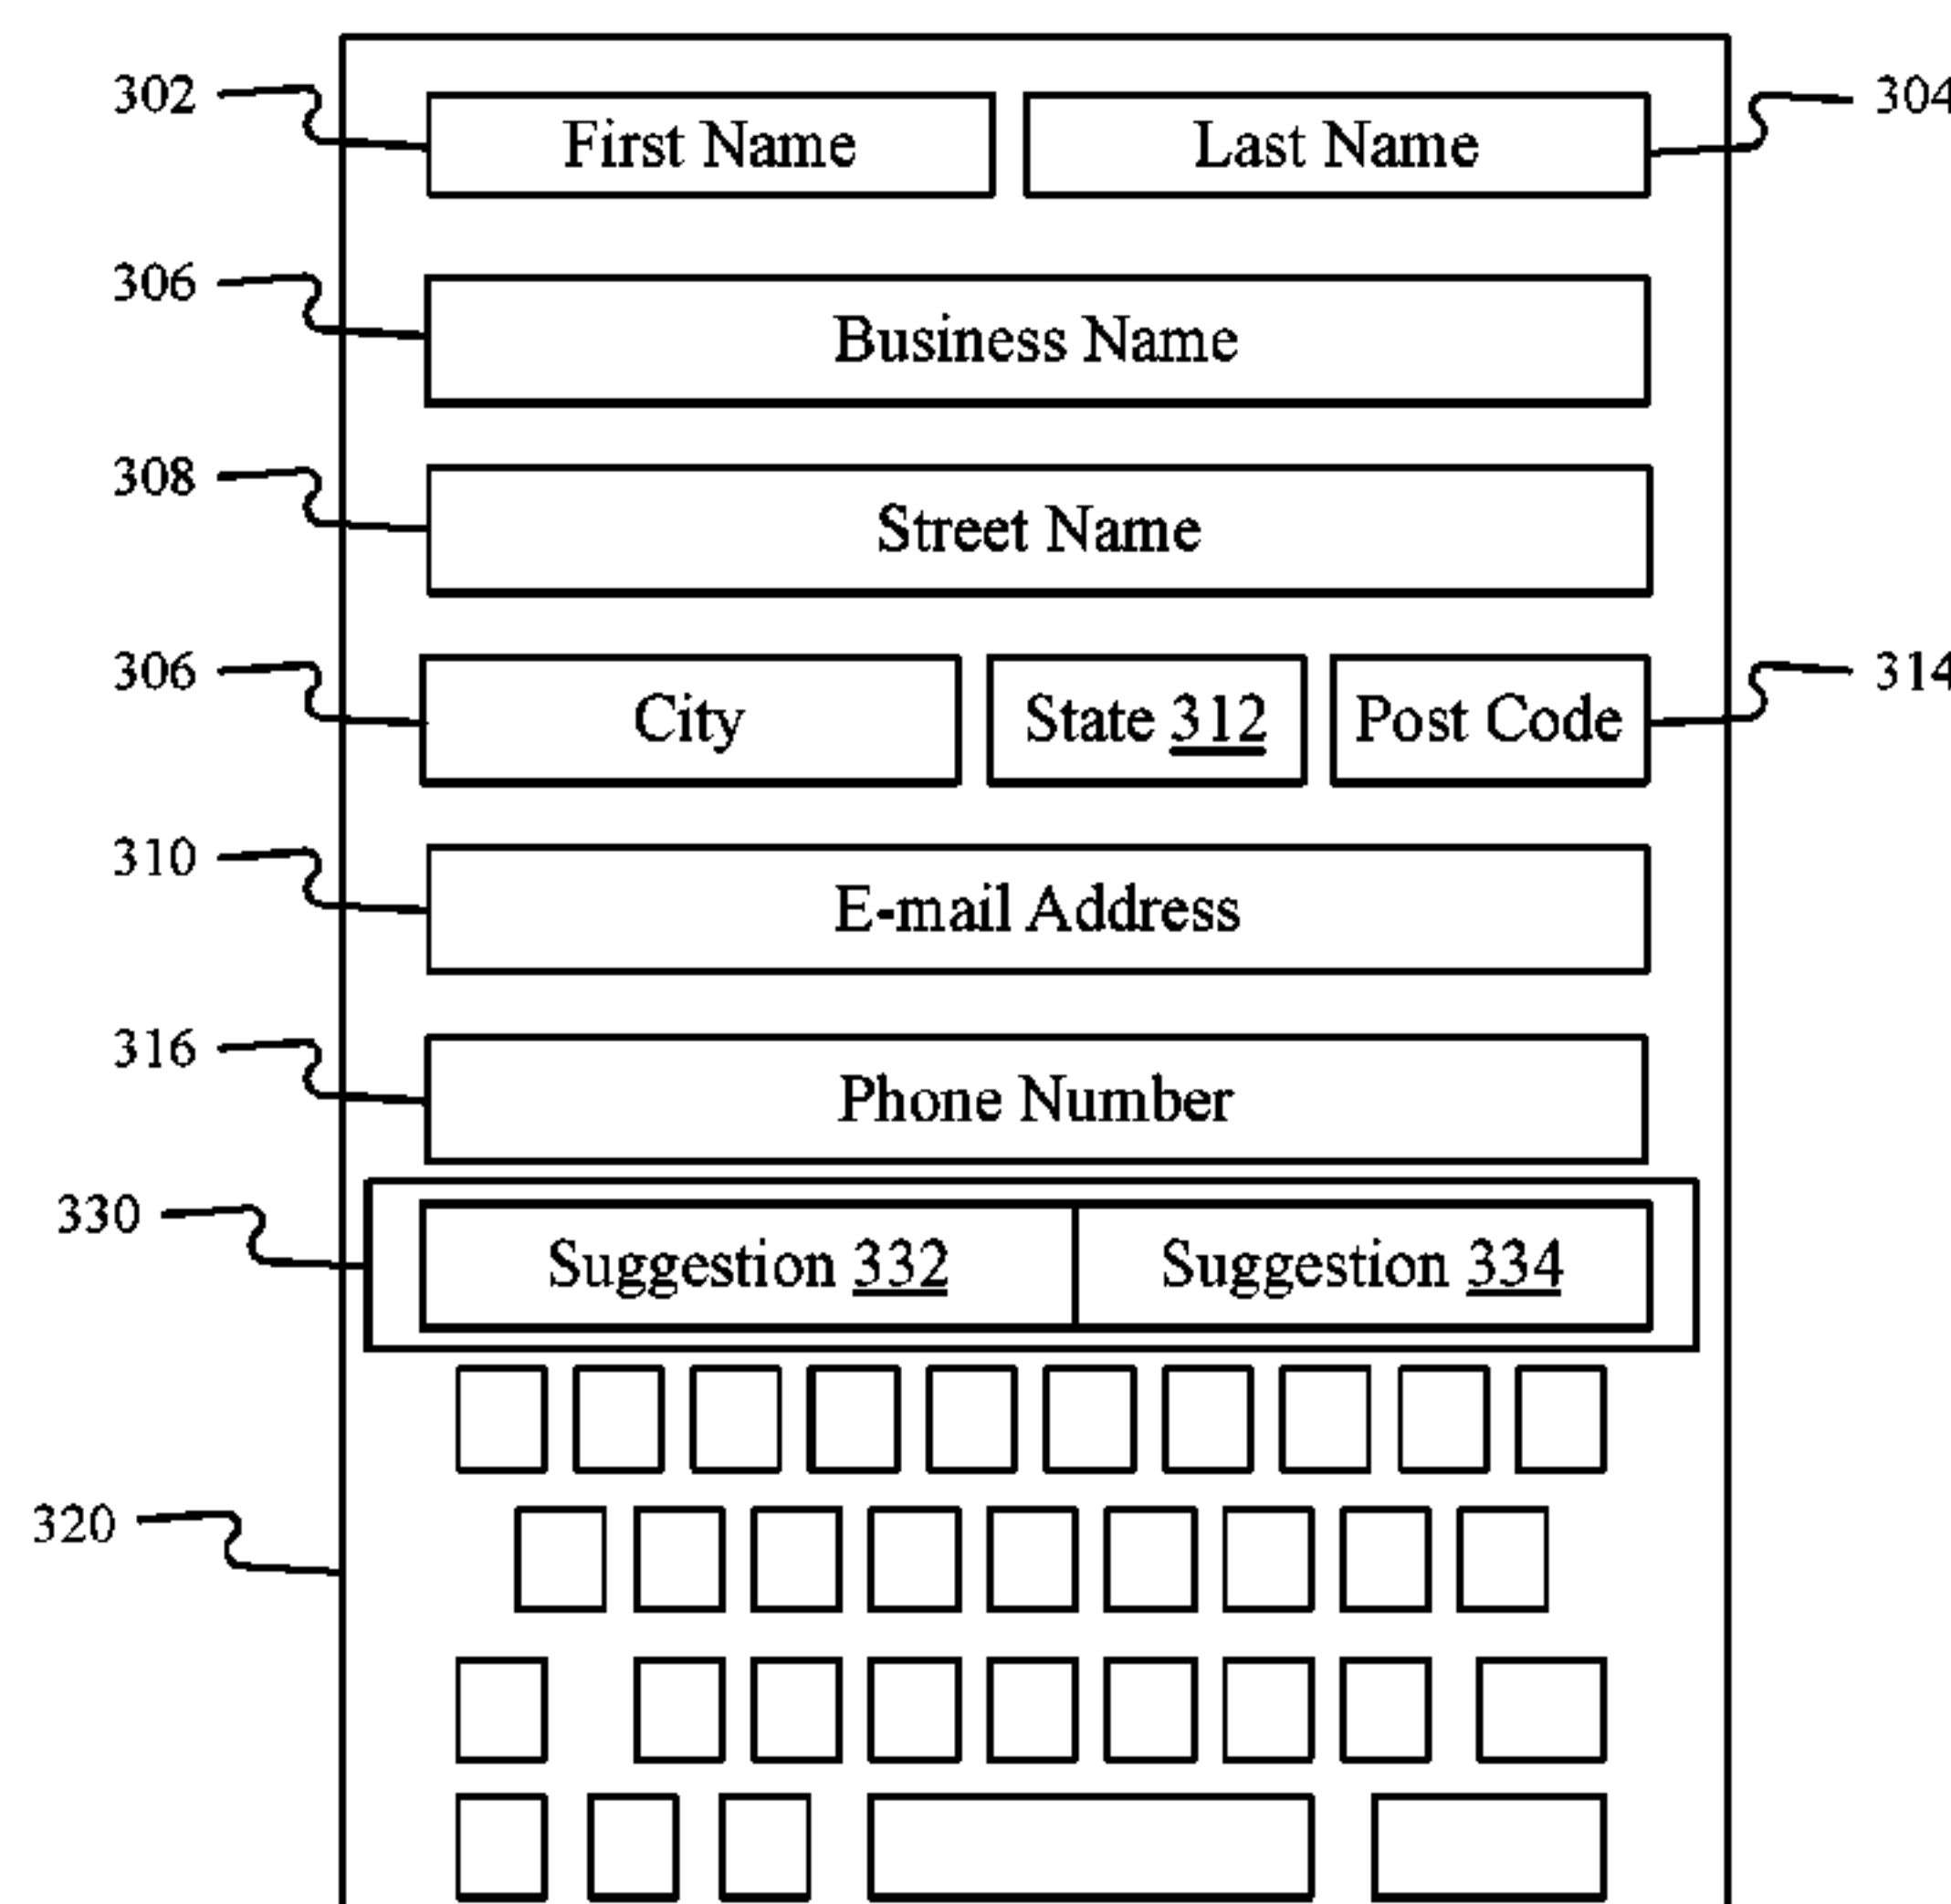 302 First Name Last Name 304
306 Business Name
308 Street Name
306 City State 312 Post Code 314
310 E-mail Address
316 Phone Number
330 Suggestion 332 Suggestion 334
320